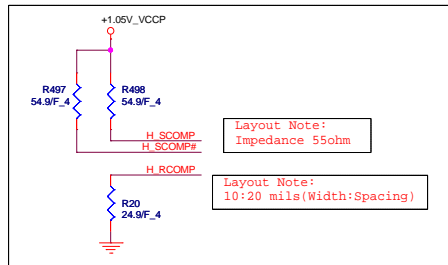 +1.05V_VCCP
R497
54.9/F_4
R498
54.9/F_4
H_SCOMP
H_SCOMP#
Layout Note:
Impedance 55ohm
H_RCOMP
R20
24.9/F_4
Layout Note:
10:20 mils(Width:Spacing)